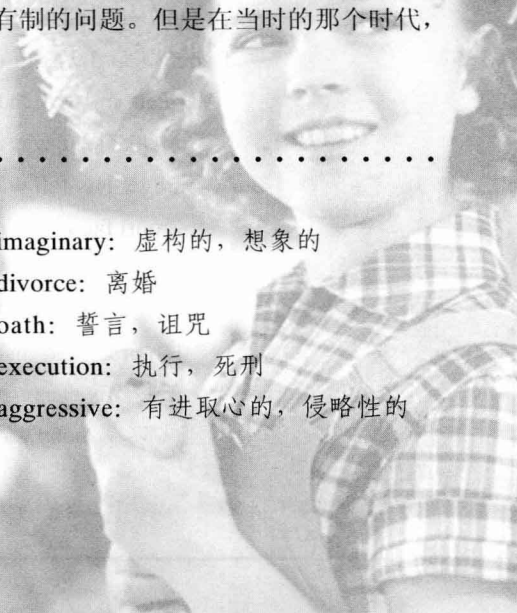 有制的问题。但是在当时的那个时代，
imaginary：虚构的，想象的
divorce：离婚
oath：誓言，诅咒
execution：执行，死刑
aggressive：有进取心的，侵略性的